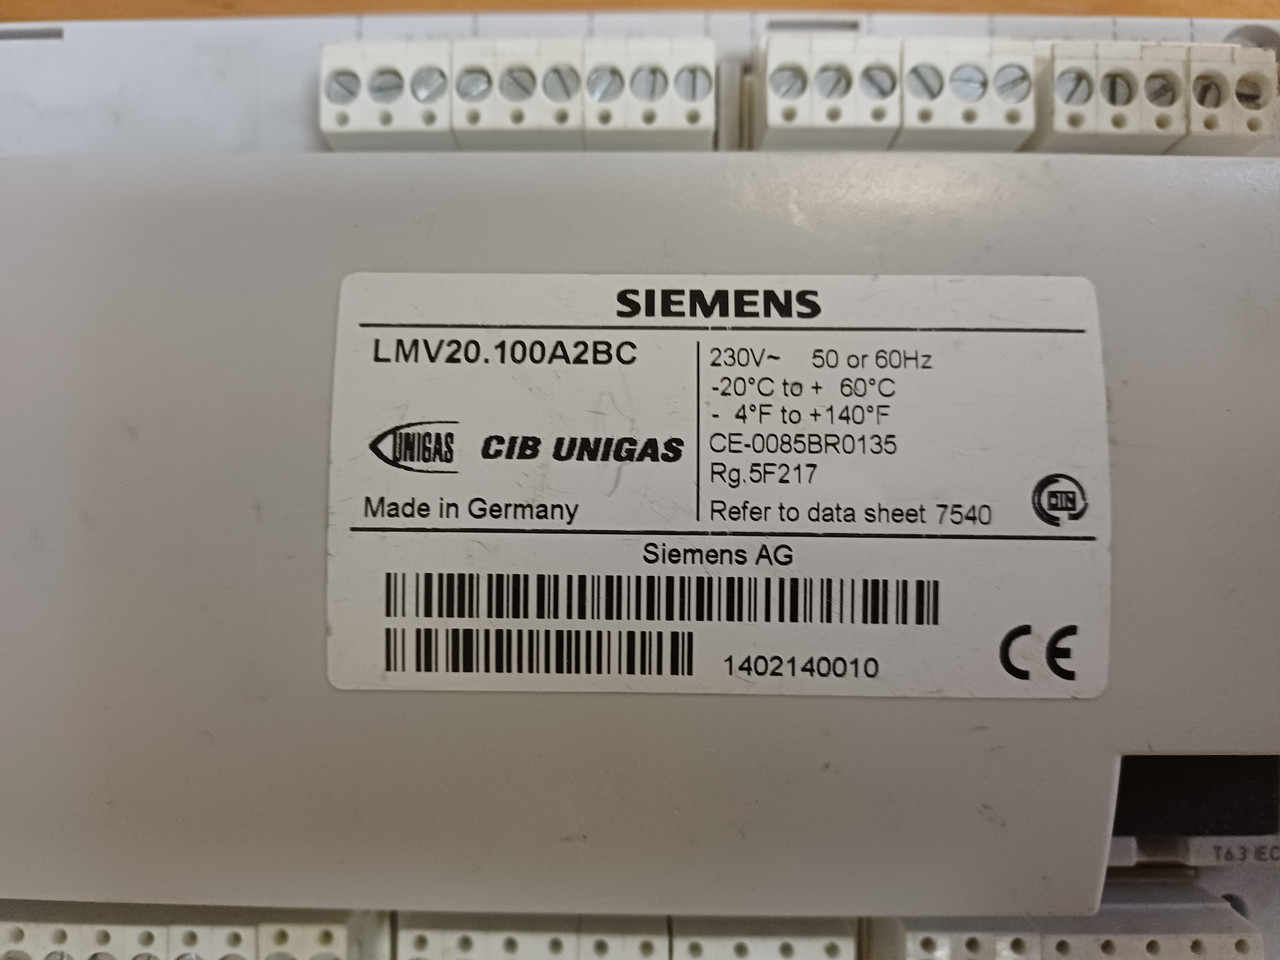 SIEMENS
LMV20.100A2BC
230V~ 50 or 60Hz
-20°C to + 60°C
- 4°F to +140°F
UNIGAS CIB UNIGAS
CE-0085BR0135
Rg.5F217
Made in Germany
Refer to data sheet 7540
DIN
Siemens AG
1402140010
CE
T6.3 IEC